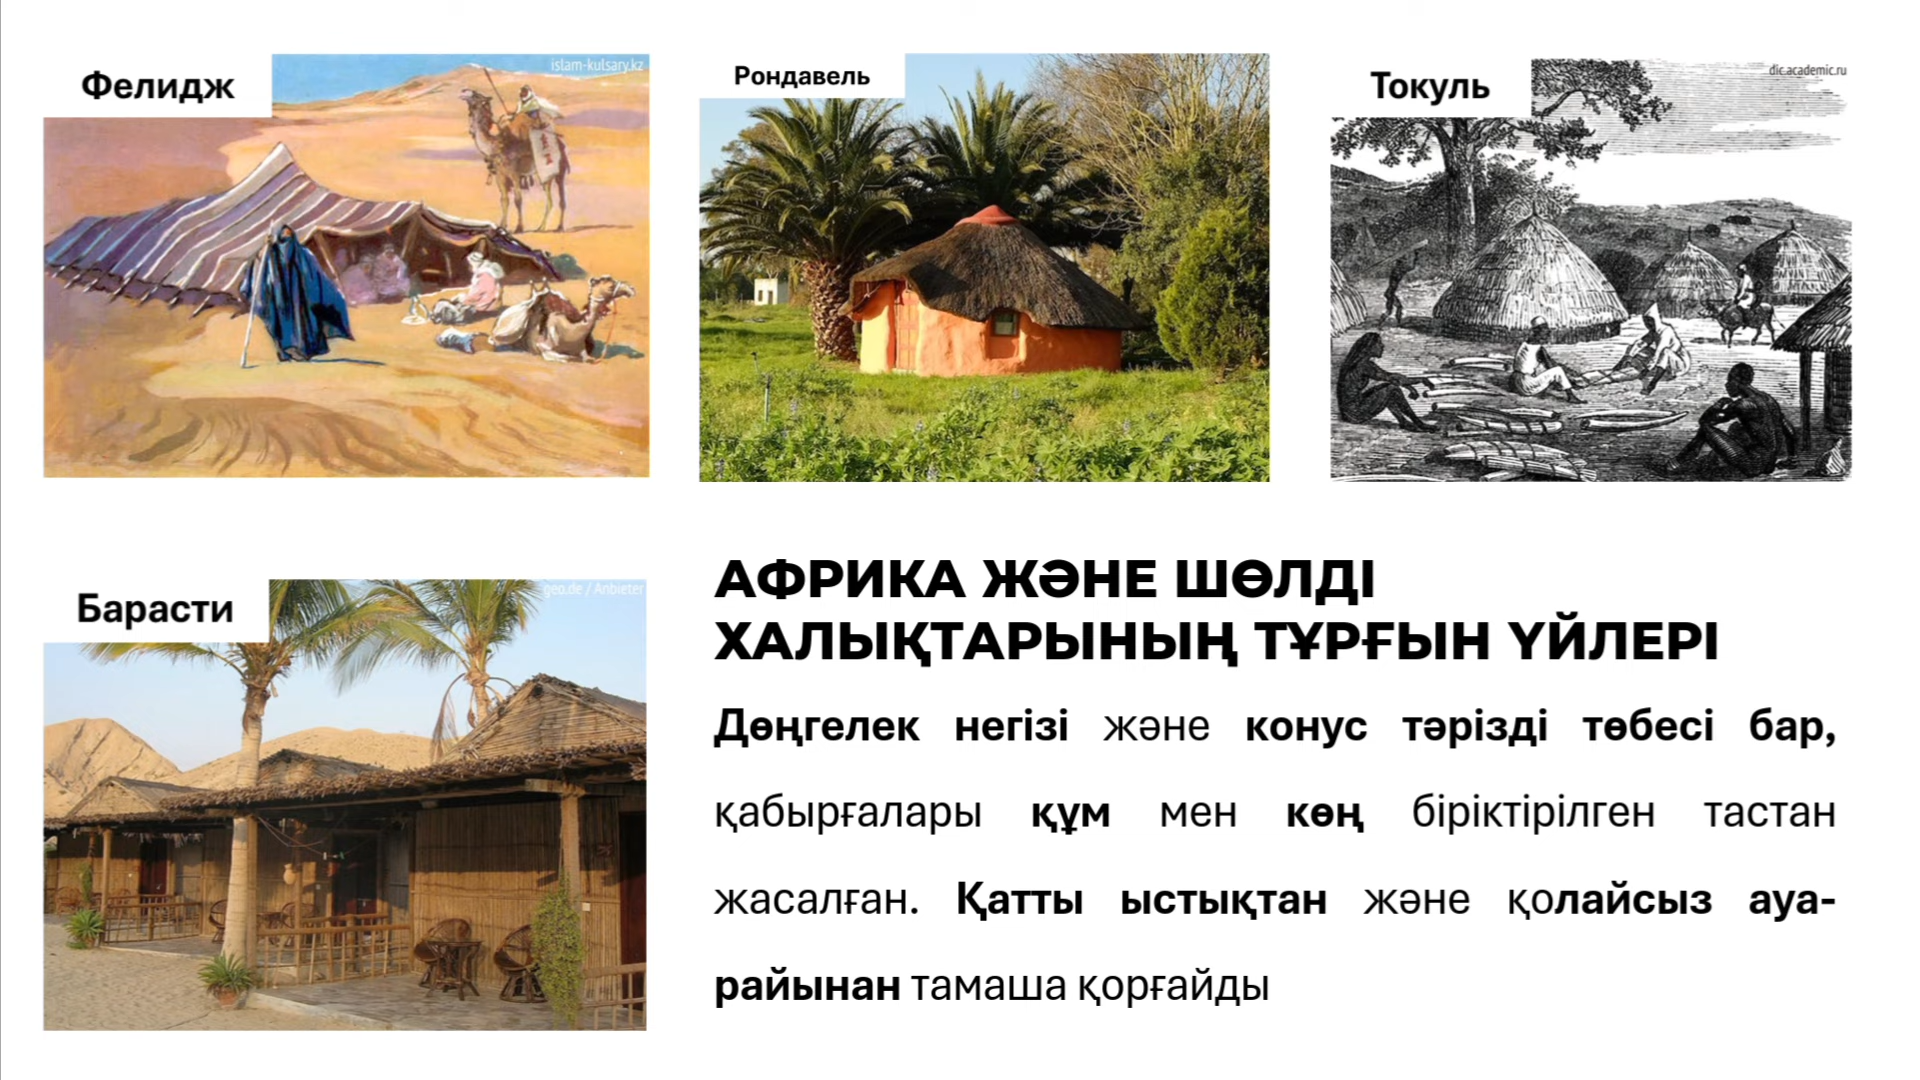 Фелидж
islam-kulsary.kz
Рондавель
Токуль
dic.academic.ru
Барасти
geo.de / Anbieter
АФРИКА ЖӘНЕ ШӨЛДІ
ХАЛЫҚТАРЫНЫҢ ТҰРҒЫН ҮЙЛЕРІ
Дөңгелек негізі және конус тәрізді төбесі бар,
қабырғалары құм мен көң біріктірілген тастан
жасалған. Қатты ыстықтан және қолайсыз ауа-
райынан тамаша қорғайды